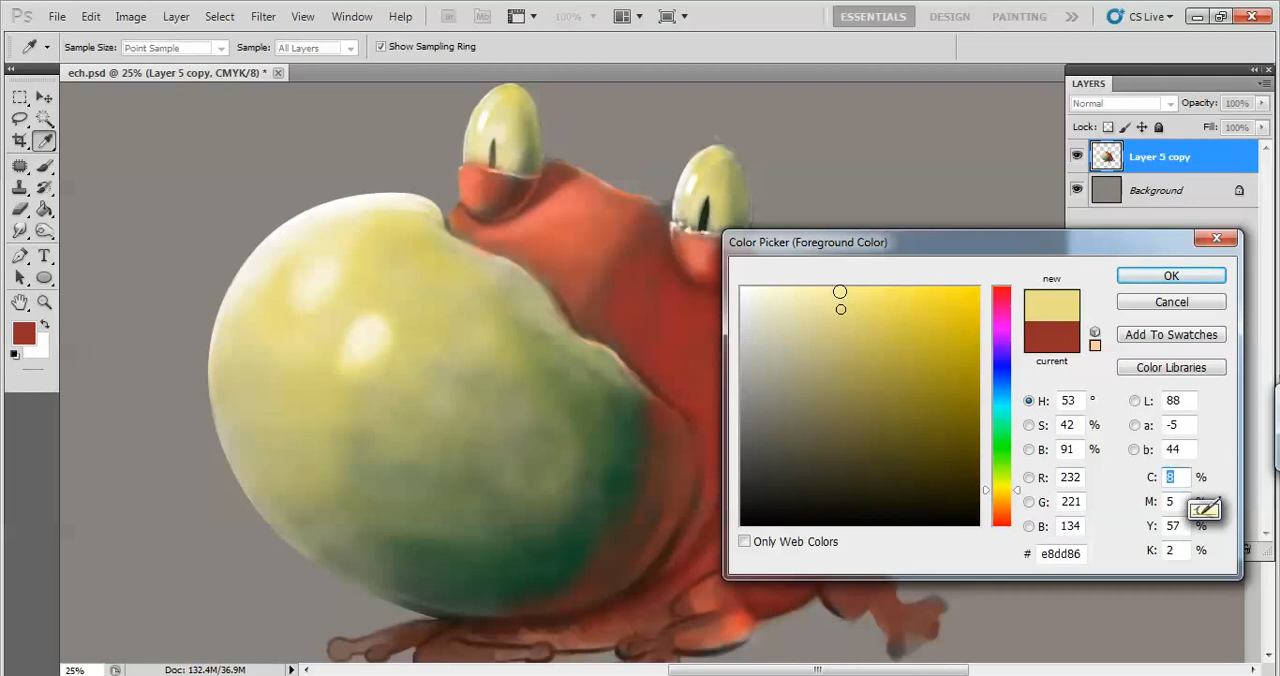 Ps File Edit Image Layer Select Filter View Window Help Br Mb 100% ESSENTIALS DESIGN PAINTING CS Live
Sample Size: Point Sample Sample: All Layers Show Sampling Ring
ech.psd @ 25% (Layer 5 copy, CMYK/8) *
LAYERS
Normal Opacity: 100%
Lock: Fill: 100%
Layer 5 copy
Background
Color Picker (Foreground Color)
new
current
OK
Cancel
Add To Swatches
Color Libraries
H: 53 ° L: 88
S: 42 % a: -5
B: 91 % b: 44
R: 232 C: 8 %
G: 221 M: 5
B: 134 Y: 57 %
# e8dd86 K: 2 %
Only Web Colors
25% Doc: 132.4M/36.9M